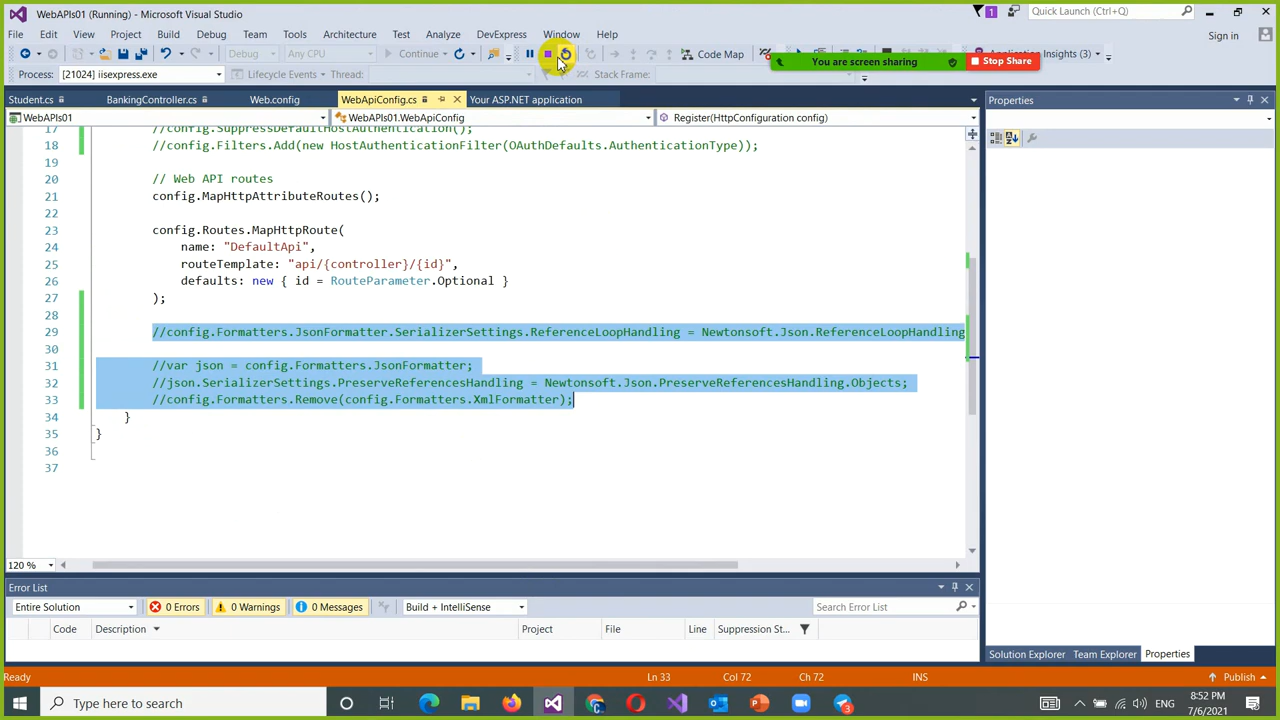 WebAPIs01 (Running) - Microsoft Visual Studio
1
Quick Launch (Ctrl+Q)
File Edit View Project Build Debug Team Tools Architecture Test Analyze DevExpress Window Help
Sign in
Debug Any CPU Continue Code Map
Insights (3)
You are screen sharing
Stop Share
Process: [21024] iisexpress.exe Lifecycle Events Thread: Stack Frame:
Student.cs BankingController.cs Web.config WebApiConfig.cs Your ASP.NET application
Properties
WebAPIs01 WebAPIs01.WebApiConfig Register(HttpConfiguration config)
17 //config.SuppressDefaultHostAuthentication();
18 //config.Filters.Add(new HostAuthenticationFilter(OAuthDefaults.AuthenticationType));
19
20 // Web API routes
21 config.MapHttpAttributeRoutes();
22
23 config.Routes.MapHttpRoute(
24 name: "DefaultApi",
25 routeTemplate: "api/{controller}/{id}",
26 defaults: new { id = RouteParameter.Optional }
27 );
28
29 //config.Formatters.JsonFormatter.SerializerSettings.ReferenceLoopHandling = Newtonsoft.Json.ReferenceLoopHandling
30
31 //var json = config.Formatters.JsonFormatter;
32 //json.SerializerSettings.PreserveReferencesHandling = Newtonsoft.Json.PreserveReferencesHandling.Objects;
33 //config.Formatters.Remove(config.Formatters.XmlFormatter);
34 }
35 }
36
37
120 %
Error List
Entire Solution 0 Errors 0 Warnings 0 Messages Build + IntelliSense Search Error List
Code Description Project File Line Suppression St...
Solution Explorer Team Explorer Properties
Ready Ln 33 Col 72 Ch 72 INS Publish
Type here to search
ENG
8:52 PM
7/6/2021